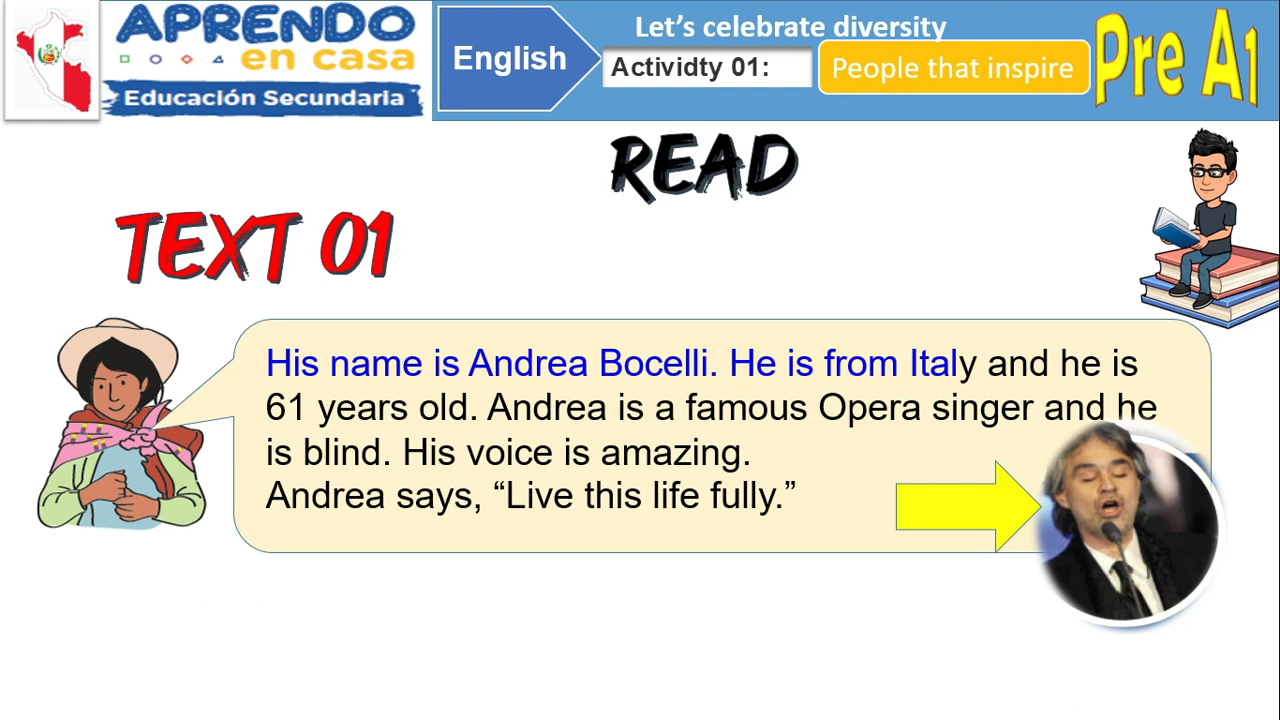 APRENDO
en casa
Educación Secundaria
English
Let’s celebrate diversity
Actividty 01:
People that inspire
Pre A1
READ
TEXT 01
His name is Andrea Bocelli. He is from Italy and he is
61 years old. Andrea is a famous Opera singer and he
is blind. His voice is amazing.
Andrea says, “Live this life fully.”